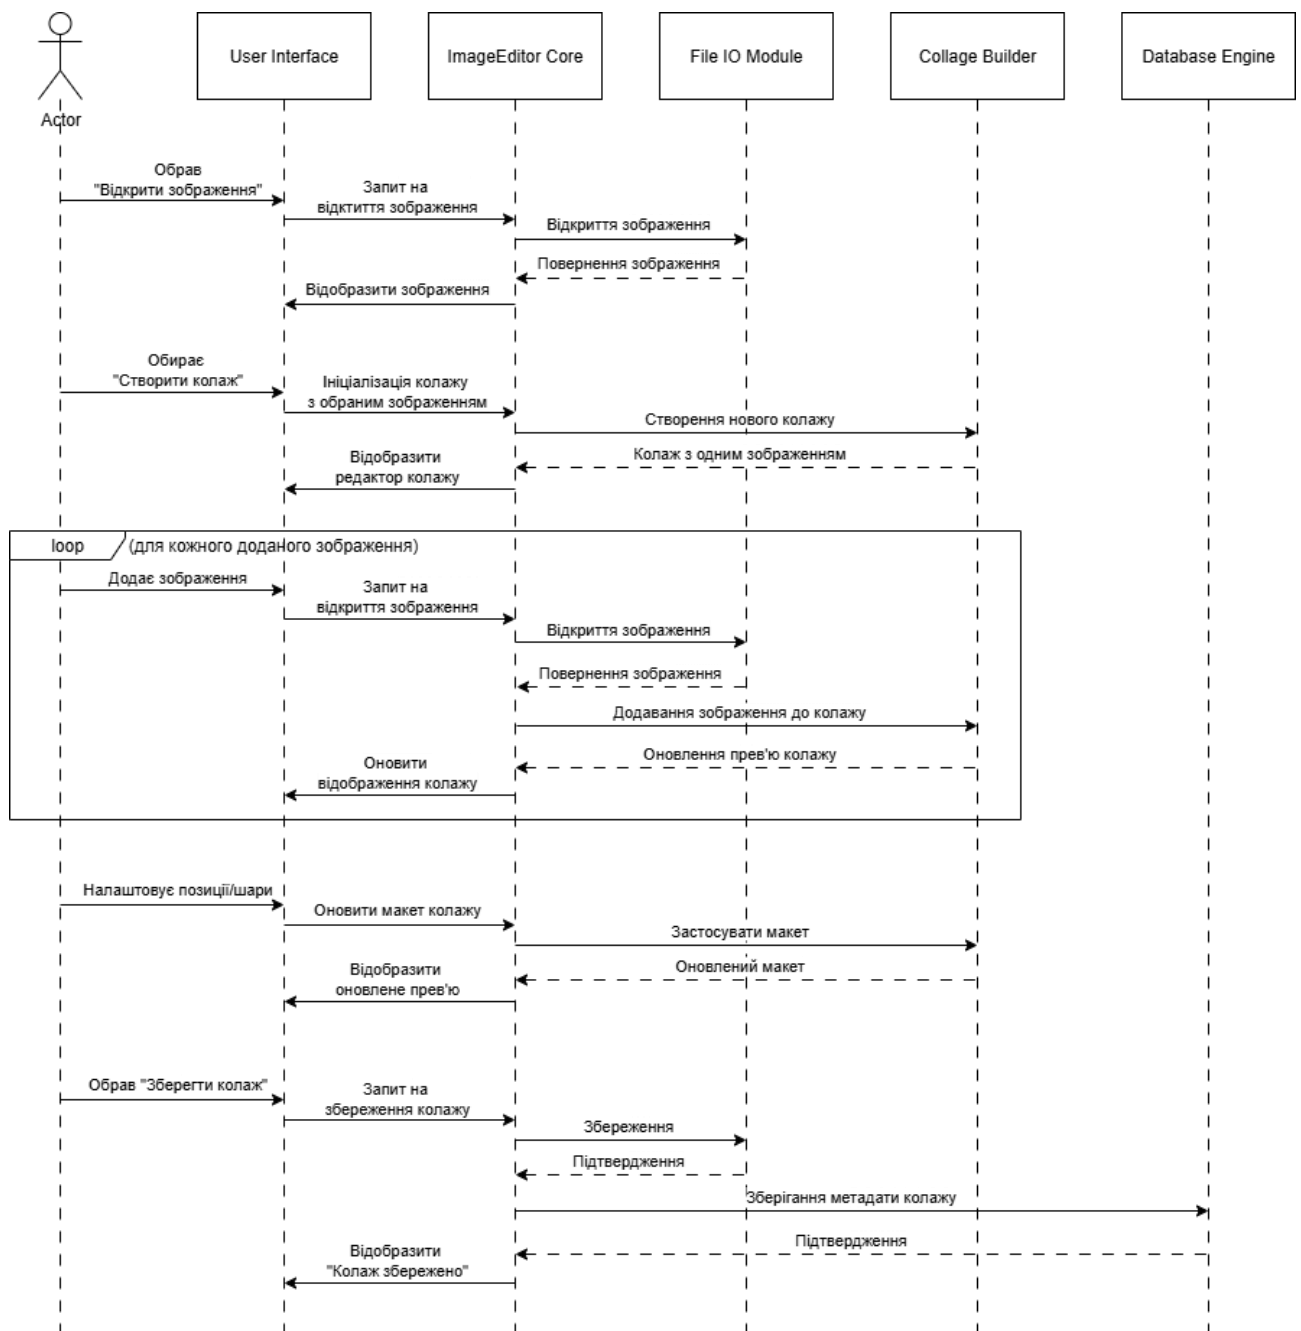 User Interface
ImageEditor Core
File IO Module
Collage Builder
Database Engine
Actor
Обрав
"Відкрити зображення"
Запит на
відктиття зображення
Відкриття зображення
Повернення зображення
Відобразити зображення
Обирає
"Створити колаж"
Ініціалізація колажу
з обраним зображенням
Створення нового колажу
Колаж з одним зображенням
Відобразити
редактор колажу
loop
(для кожного доданого зображення)
Додає зображення
Запит на
відкриття зображення
Відкриття зображення
Повернення зображення
Додавання зображення до колажу
Оновлення прев'ю колажу
Оновити
відображення колажу
Налаштовує позиції/шари
Оновити макет колажу
Застосувати макет
Оновлений макет
Відобразити
оновлене прев'ю
Обрав "Зберегти колаж"
Запит на
збереження колажу
Збереження
Підтвердження
Зберігання метадати колажу
Підтвердження
Відобразити
"Колаж збережено"